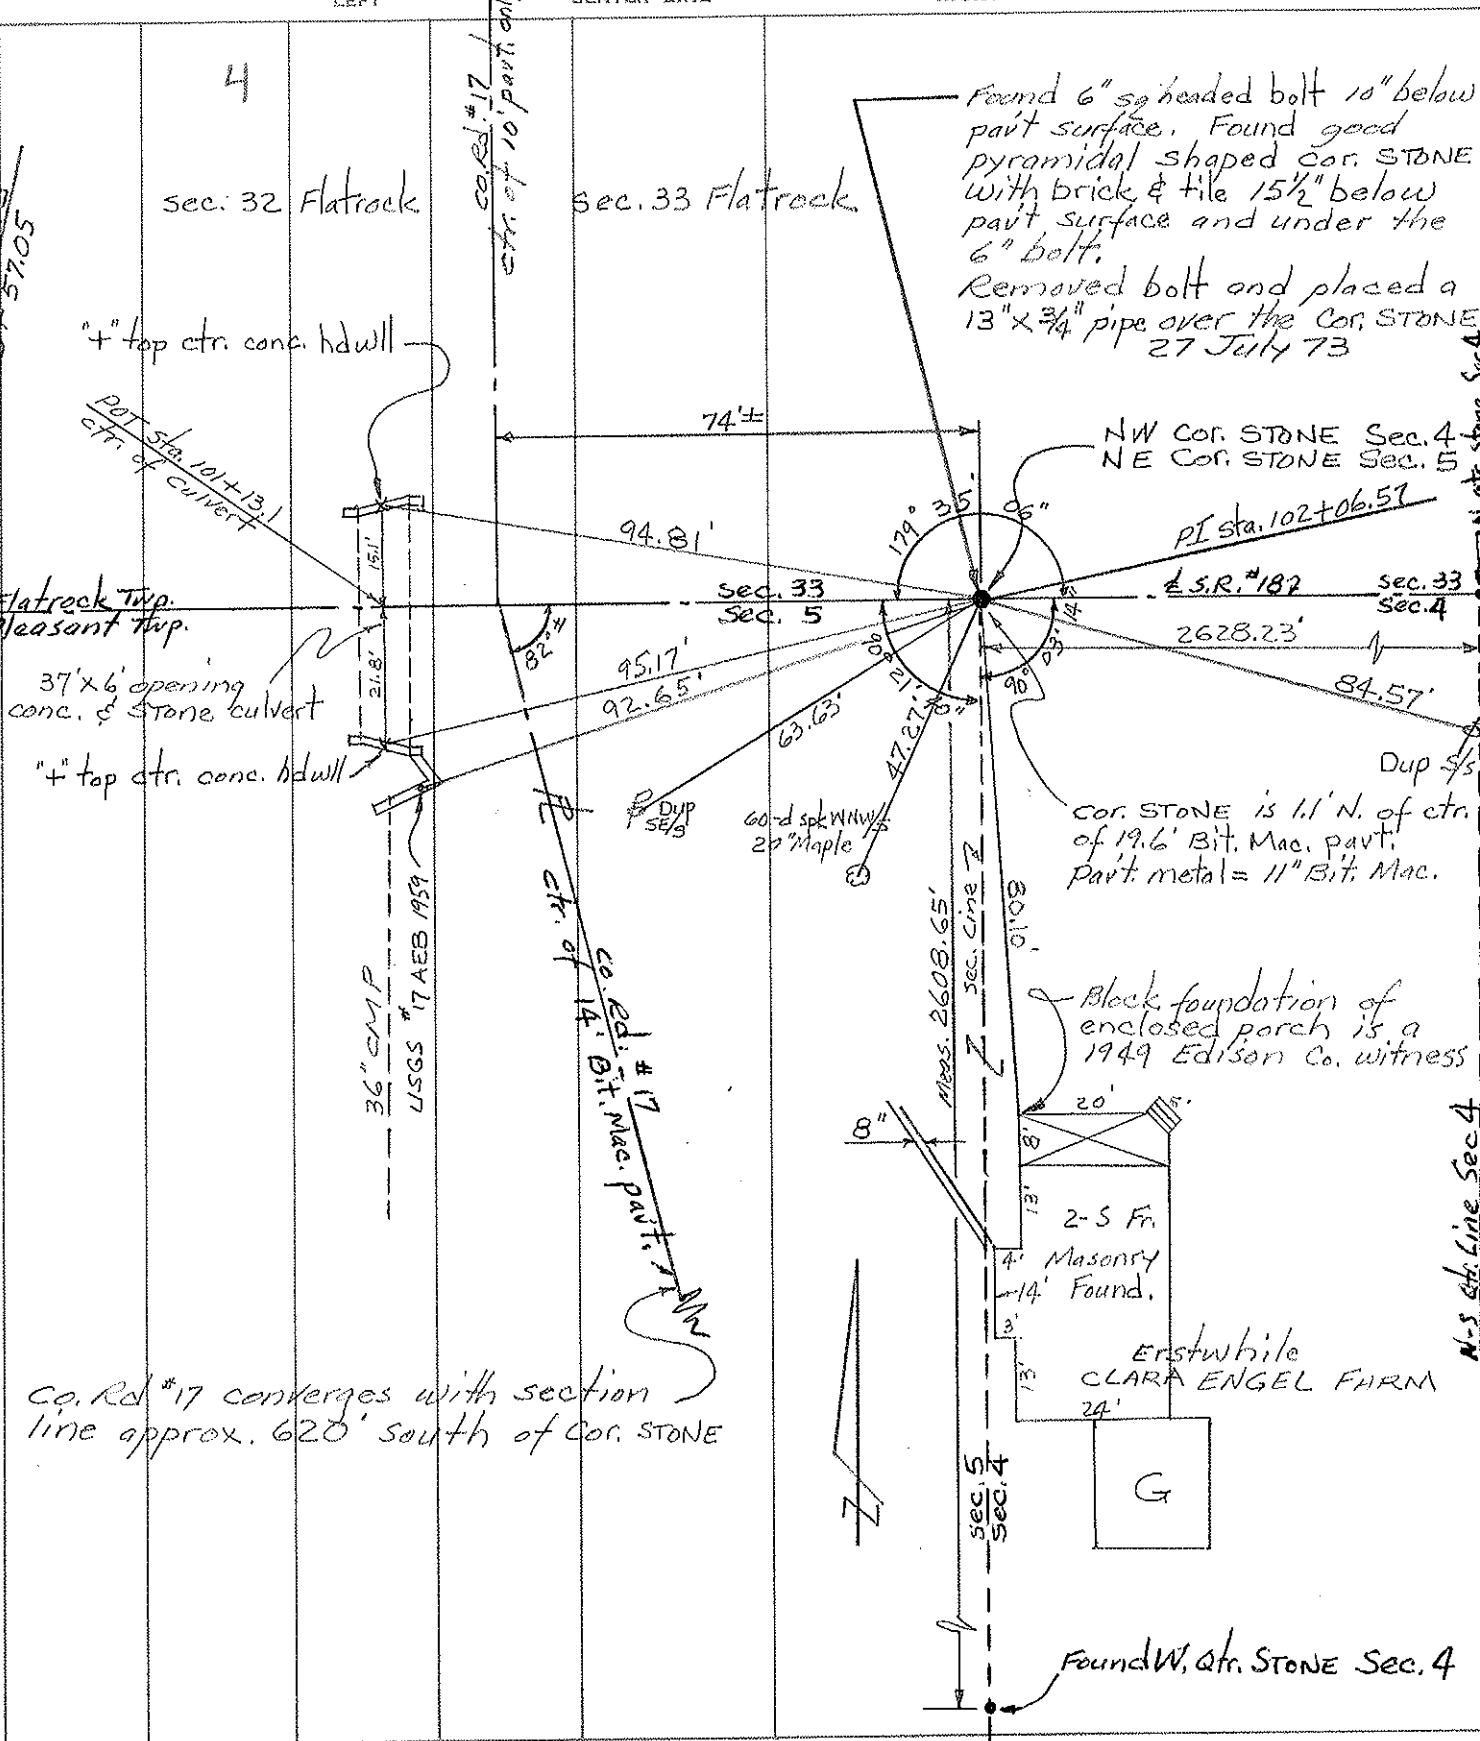 4
57.05
Co. Rd. #17
ctr. of 10' pavt. only
sec. 32 Flatrock
sec. 33 Flatrock
Found 6" sq headed bolt 10" below
pav't surface. Found good
pyramidal shaped cor. STONE
with brick & tile 15½" below
pav't surface and under the
6" bolt.
Removed bolt and placed a
13" X ¾" pipe over the Cor. STONE
27 July 73
"+" top ctr. conc. hdwll
POT Sta. 101+13.1
ctr. of culvert
74'±
NW Cor. STONE Sec. 4
NE Cor. STONE Sec. 5
179° 35' 06"
PI sta. 102+06.57
94.81'
15.1'
21.8'
Flatrock Twp.
Pleasant Twp.
sec. 33
Sec. 5
℄ S.R. #187
sec. 33
Sec. 4
2628.23'
82°±
90° 03' 14"
84.57'
Dup S/S
95.17'
92.65'
63.63'
47.27'
37' X 6' opening
conc. & STONE culvert
"+" top ctr. conc. hdwll
Dup
SE/S
60-d spk WNW/S
20" Maple
Cor. STONE is 1.1' N. of ctr.
of 19.6' Bit. Mac. pavt.
Pav't. metal = 11" Bit. Mac.
36" CMP
USGS #17 AEB 1959
Co. Rd. #17
ctr. of 14' Bit. Mac. pav't.
Meas. 2608.65'
Sec. Line
80.10'
Block foundation of
enclosed porch is a
1949 Edison Co. witness
20'
5'
8"
8'
13'
2-S Fr.
4'
Masonry
14'
Found.
3'
13'
Erstwhile
CLARA ENGEL FARM
24'
G
N-S Qtr. Line Sec 4
Co. Rd #17 converges with section
line approx. 620' South of Cor. STONE
Sec. 5
Sec. 4
Found W. Qtr. STONE Sec. 4